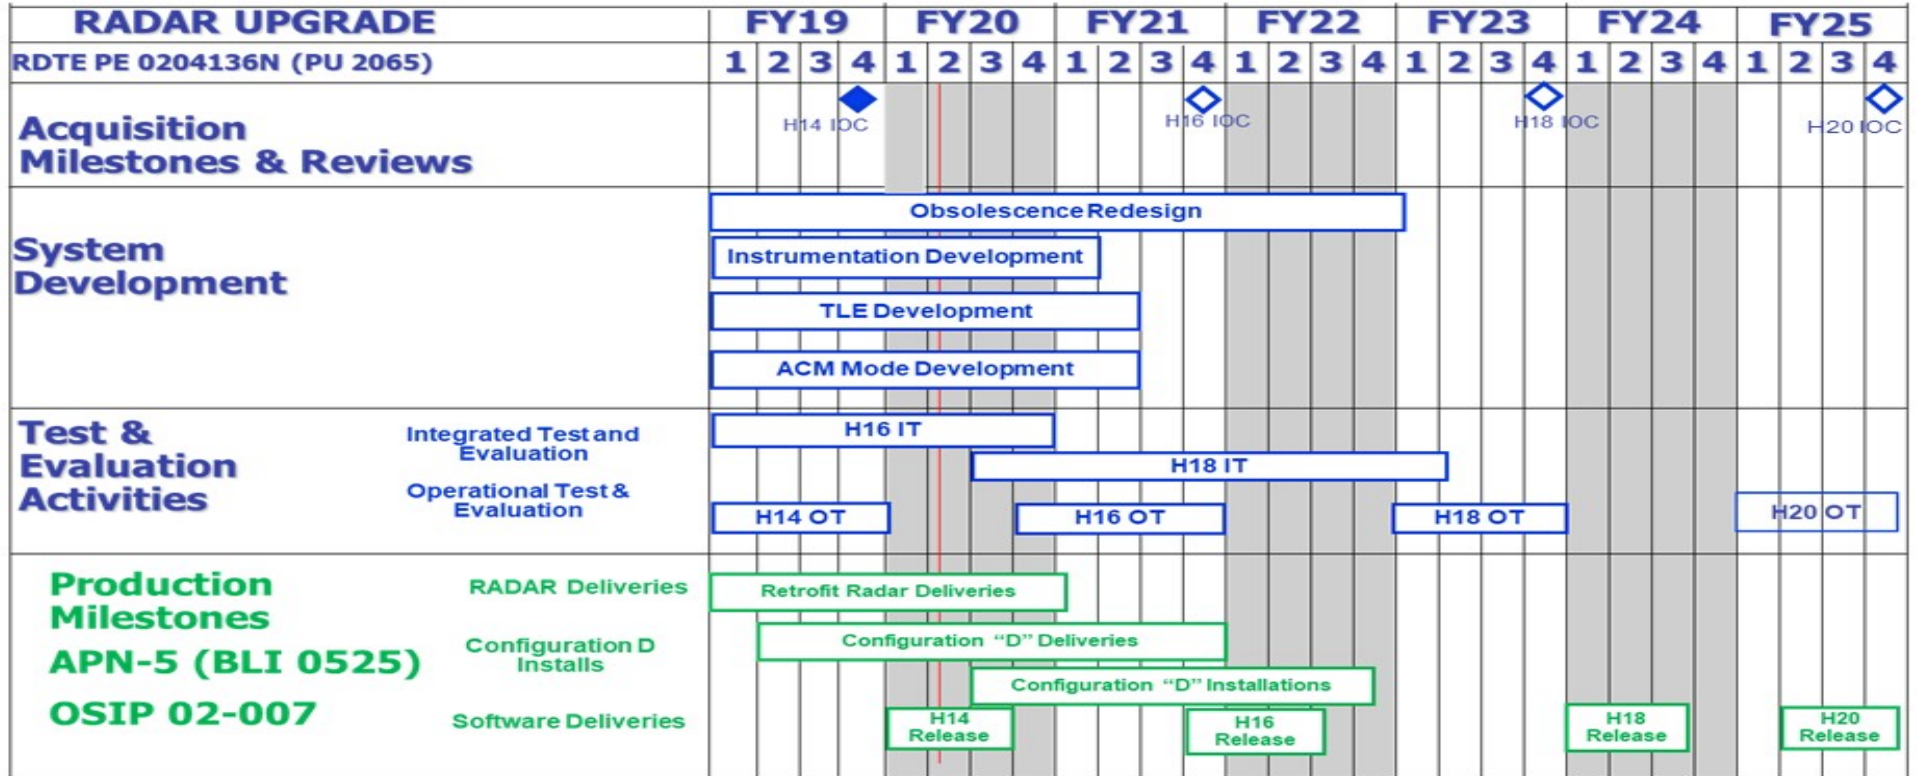 RADAR UPGRADE FY19 FY20 FY21 FY22 FY23 FY24 FY25
RDTE PE 0204136N (PU 2065) 1 2 3 4 1 2 3 4 1 2 3 4 1 2 3 4 1 2 3 4 1 2 3 4 1 2 3 4
Acquisition
Milestones & Reviews
H14 IOC H16 IOC H18 IOC H20 IOC
System
Development
Obsolescence Redesign
Instrumentation Development
TLE Development
ACM Mode Development
Test &
Evaluation
Activities
Integrated Test and
Evaluation
H16 IT
H18 IT
Operational Test &
Evaluation
H14 OT H16 OT H18 OT H20 OT
Production
Milestones
APN-5 (BLI 0525)
OSIP 02-007
RADAR Deliveries
Retrofit Radar Deliveries
Configuration D
Installs
Configuration “D” Deliveries
Configuration “D” Installations
Software Deliveries
H14
Release
H16
Release
H18
Release
H20
Release